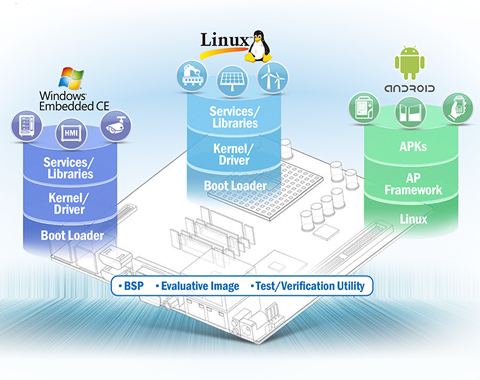 Linux
Windows®
Embedded CE
ANDROID
HMI
Services/
Libraries
Kernel/
Driver
Boot Loader
Services/
Libraries
Kernel/
Driver
Boot Loader
APKs
AP
Framework
Linux
• BSP • Evaluative Image • Test/Verification Utility